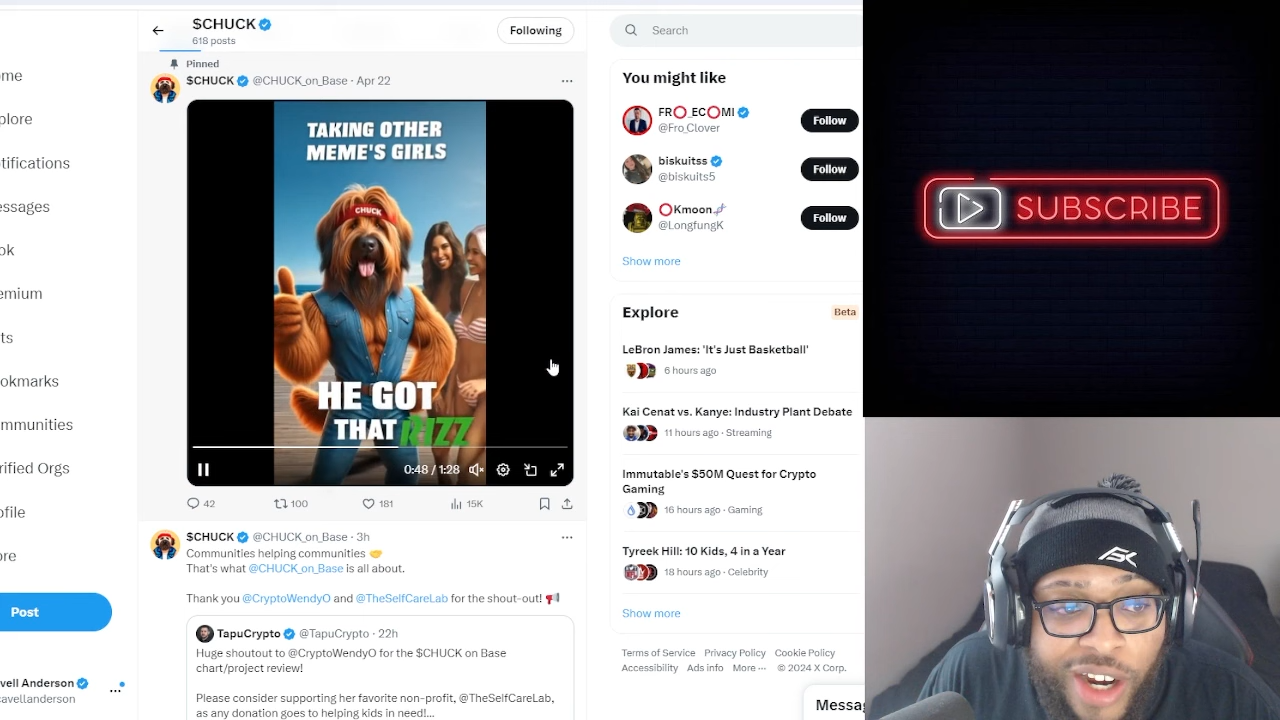 ome
plore
otifications
essages
ok
emium
ts
okmarks
mmunities
rified Orgs
ofile
ore
Post
vell Anderson
avellanderson
$CHUCK
618 posts
Following
Pinned
$CHUCK @CHUCK_on_Base · Apr 22
TAKING OTHER
MEME'S GIRLS
CHUCK
HE GOT
THAT RIZZ
0:48 / 1:28
42
100
181
15K
$CHUCK @CHUCK_on_Base · 3h
Communities helping communities
That's what @CHUCK_on_Base is all about.
Thank you @CryptoWendyO and @TheSelfCareLab for the shout-out!
TapuCrypto @TapuCrypto · 22h
Huge shoutout to @CryptoWendyO for the $CHUCK on Base
chart/project review!
Please consider supporting her favorite non-profit, @TheSelfCareLab,
as any donation goes to helping kids in need!...
Search
You might like
FR⭕_EC⭕MI
@Fro_Clover
Follow
biskuitss
@biskuits5
Follow
⭕Kmoon🧬
@LongfungK
Follow
Show more
Explore
Beta
LeBron James: 'It's Just Basketball'
6 hours ago
Kai Cenat vs. Kanye: Industry Plant Debate
11 hours ago · Streaming
Immutable's $50M Quest for Crypto
Gaming
16 hours ago · Gaming
Tyreek Hill: 10 Kids, 4 in a Year
18 hours ago · Celebrity
Show more
Terms of Service Privacy Policy Cookie Policy
Accessibility Ads info More ··· © 2024 X Corp.
Messag
SUBSCRIBE